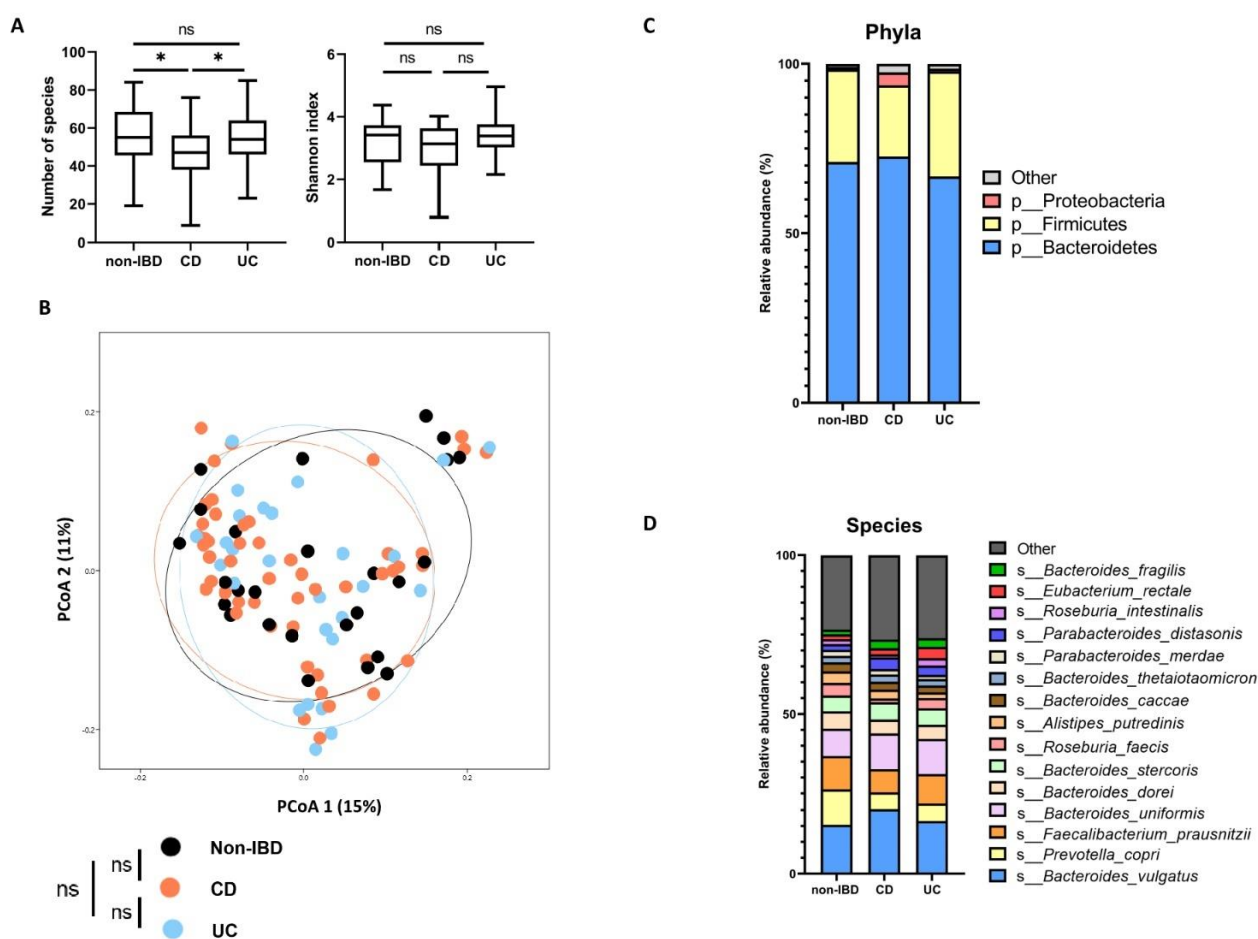 A
ns
* *
100
80
60
40
20
0
Number of species
non-IBD CD UC
ns
ns ns
6
4
2
0
Shannon index
non-IBD CD UC
B
0.2
0.0
-0.2
PCoA 2 (11%)
-0.2 0.0 0.2
PCoA 1 (15%)
ns
ns
ns
Non-IBD
CD
UC
C
Phyla
100
50
0
Relative abundance (%)
non-IBD CD UC
Other
p__Proteobacteria
p__Firmicutes
p__Bacteroidetes
D
Species
100
50
0
Relative abundance (%)
non-IBD CD UC
Other
s__Bacteroides_fragilis
s__Eubacterium_rectale
s__Roseburia_intestinalis
s__Parabacteroides_distasonis
s__Parabacteroides_merdae
s__Bacteroides_thetaiotaomicron
s__Bacteroides_caccae
s__Alistipes_putredinis
s__Roseburia_faecis
s__Bacteroides_stercoris
s__Bacteroides_dorei
s__Bacteroides_uniformis
s__Faecalibacterium_prausnitzii
s__Prevotella_copri
s__Bacteroides_vulgatus